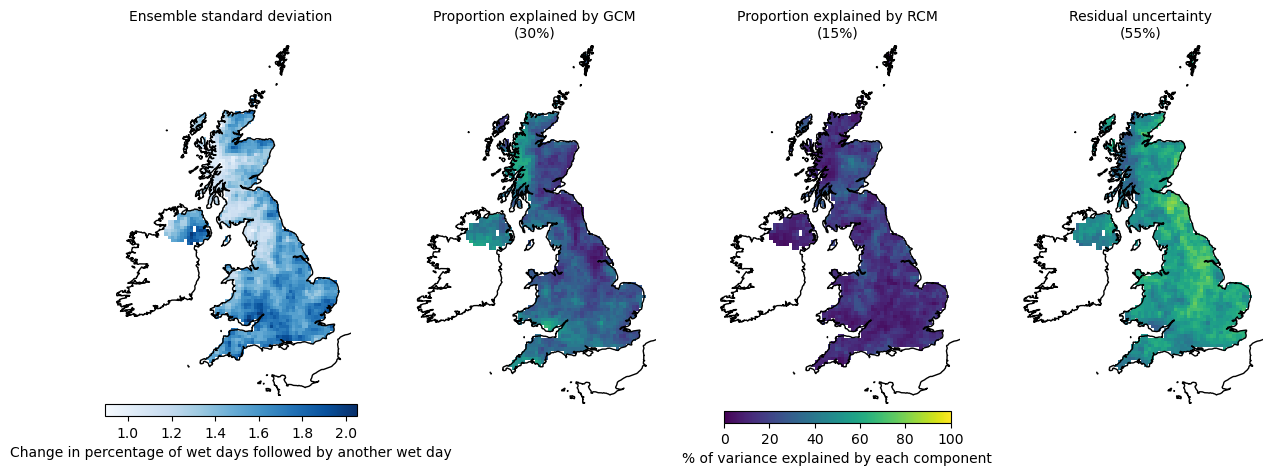 Ensemble standard deviation
Proportion explained by GCM
(30%)
Proportion explained by RCM
(15%)
Residual uncertainty
(55%)
1.0 1.2 1.4 1.6 1.8 2.0
Change in percentage of wet days followed by another wet day
0 20 40 60 80 100
% of variance explained by each component